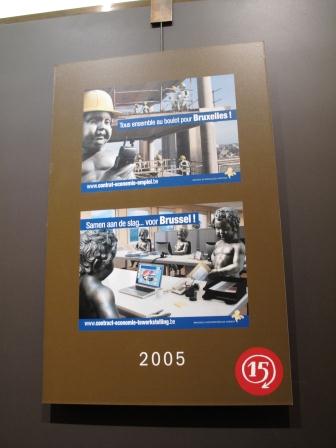 Tous ensemble au boulot pour Bruxelles !
www.contrat-economie-emploi.be
Samen aan de slag... voor Brussel !
www.contract-economie-tewerkstelling.be
2005
15